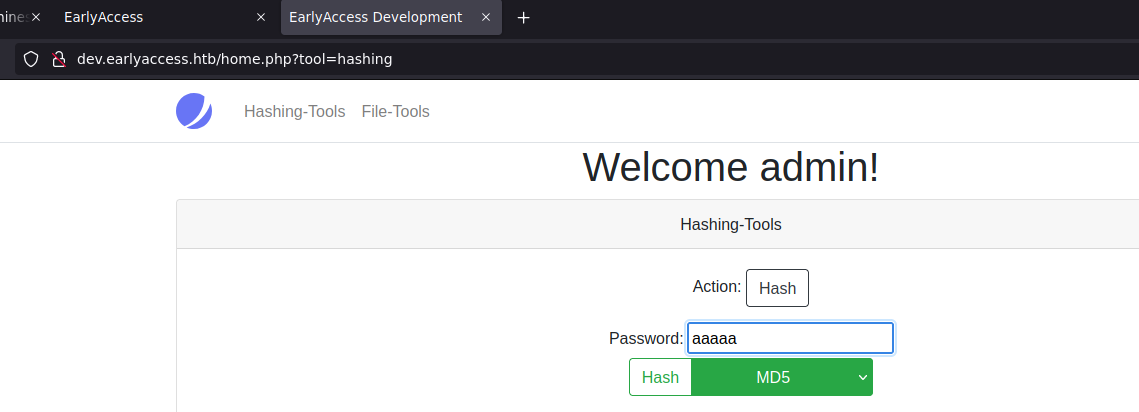 EarlyAccess EarlyAccess Development
dev.earlyaccess.htb/home.php?tool=hashing
Hashing-Tools File-Tools
Welcome admin!
Hashing-Tools
Action: Hash
Password: aaaaa
Hash MD5